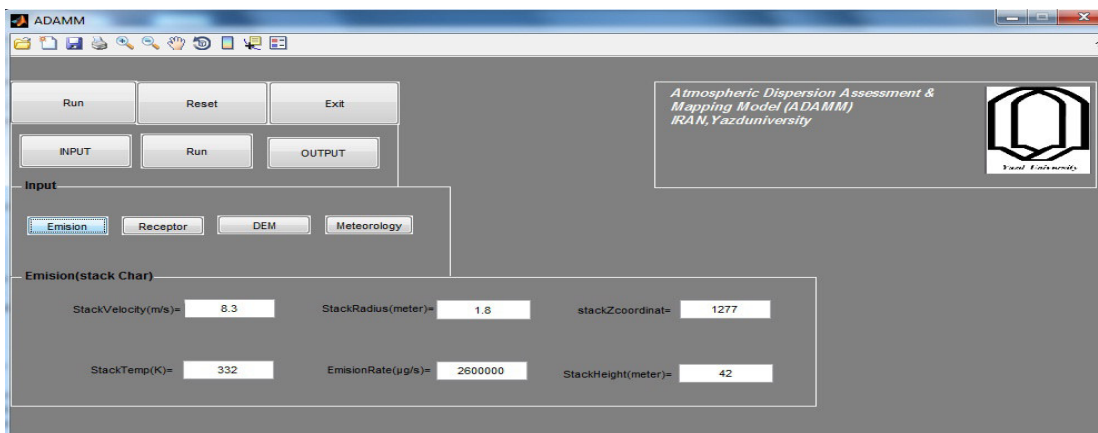 ADAMM
Run Reset Exit
Atmospheric Dispersion Assessment &
Mapping Model (ADAMM)
IRAN,Yazduniversity
INPUT Run OUTPUT
Yazd University
Input
Emision Receptor DEM Meteorology
Emision(stack Char)
StackVelocity(m/s)= 8.3 StackRadius(meter)= 1.8 stackZcoordinat= 1277
StackTemp(K)= 332 EmisionRate(µg/s)= 2600000 StackHeight(meter)= 42